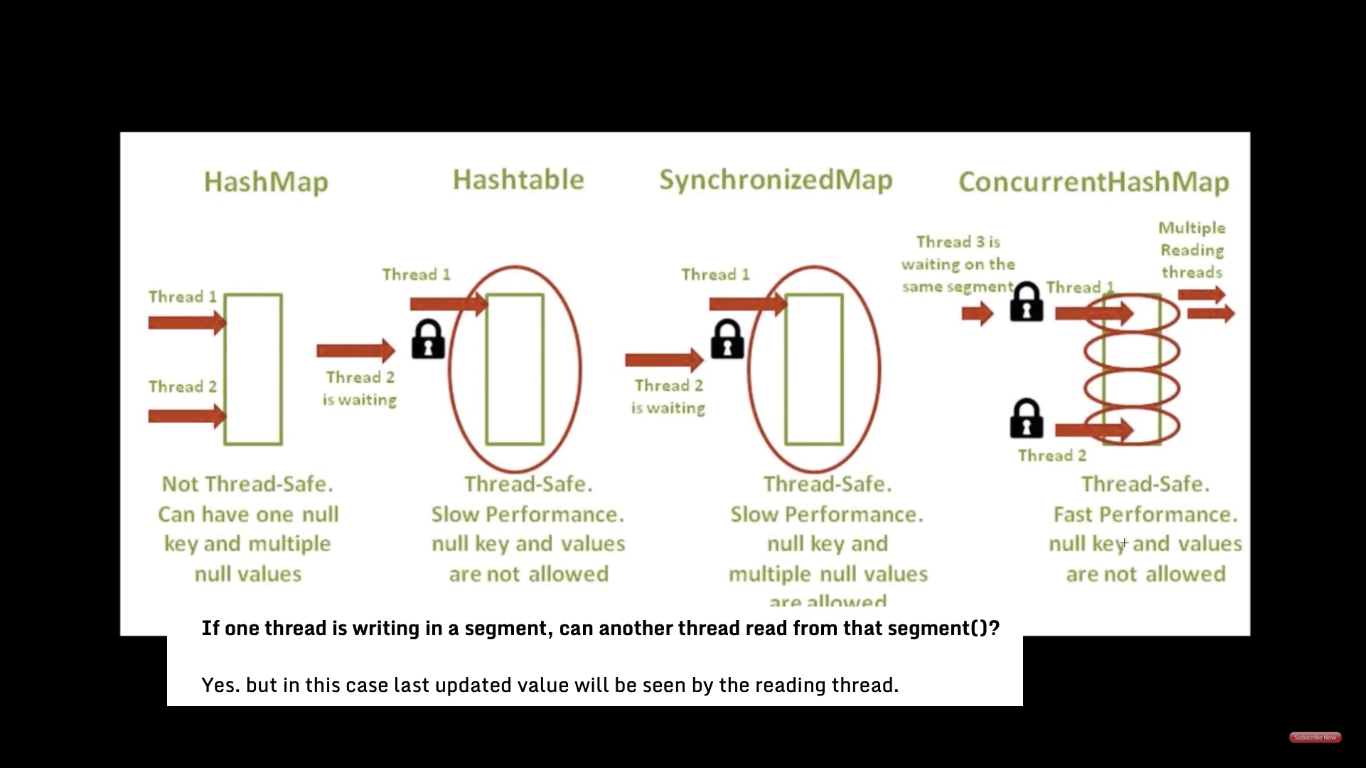 HashMap
Thread 1
Thread 2
Not Thread-Safe.
Can have one null
key and multiple
null values
Hashtable
Thread 1
Thread 2
is waiting
Thread-Safe.
Slow Performance.
null key and values
are not allowed
SynchronizedMap
Thread 1
Thread 2
is waiting
Thread-Safe.
Slow Performance.
null key and
multiple null values
are allowed
ConcurrentHashMap
Thread 3 is
waiting on the
same segment
Thread 1
Multiple
Reading
threads
Thread 2
Thread-Safe.
Fast Performance.
null key and values
are not allowed
If one thread is writing in a segment, can another thread read from that segment()?
Yes. but in this case last updated value will be seen by the reading thread.
Subscribe Now